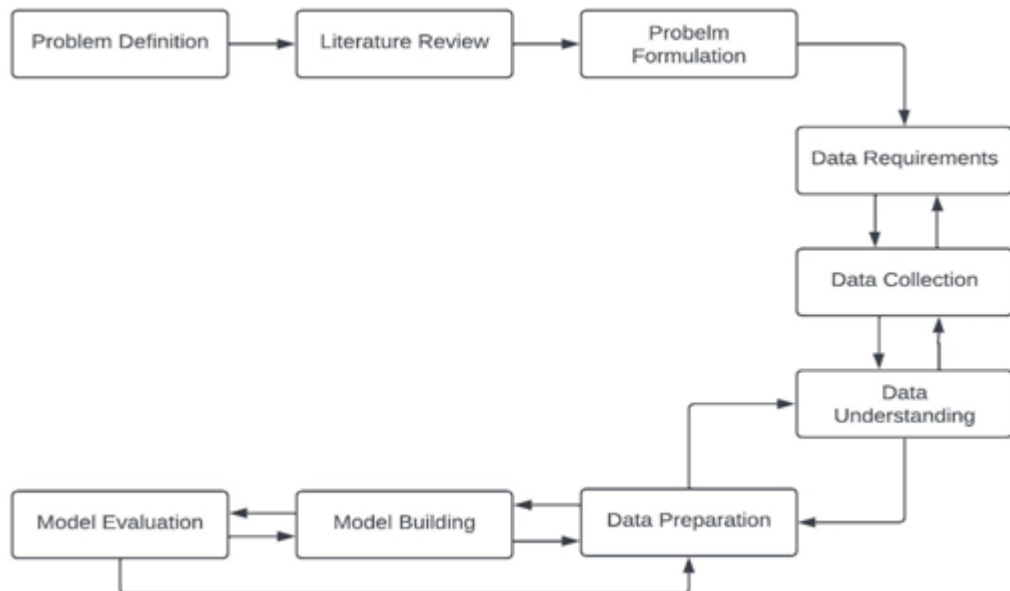 Problem Definition
Literature Review
Probelm
Formulation
Data Requirements
Data Collection
Data
Understanding
Model Evaluation
Model Building
Data Preparation